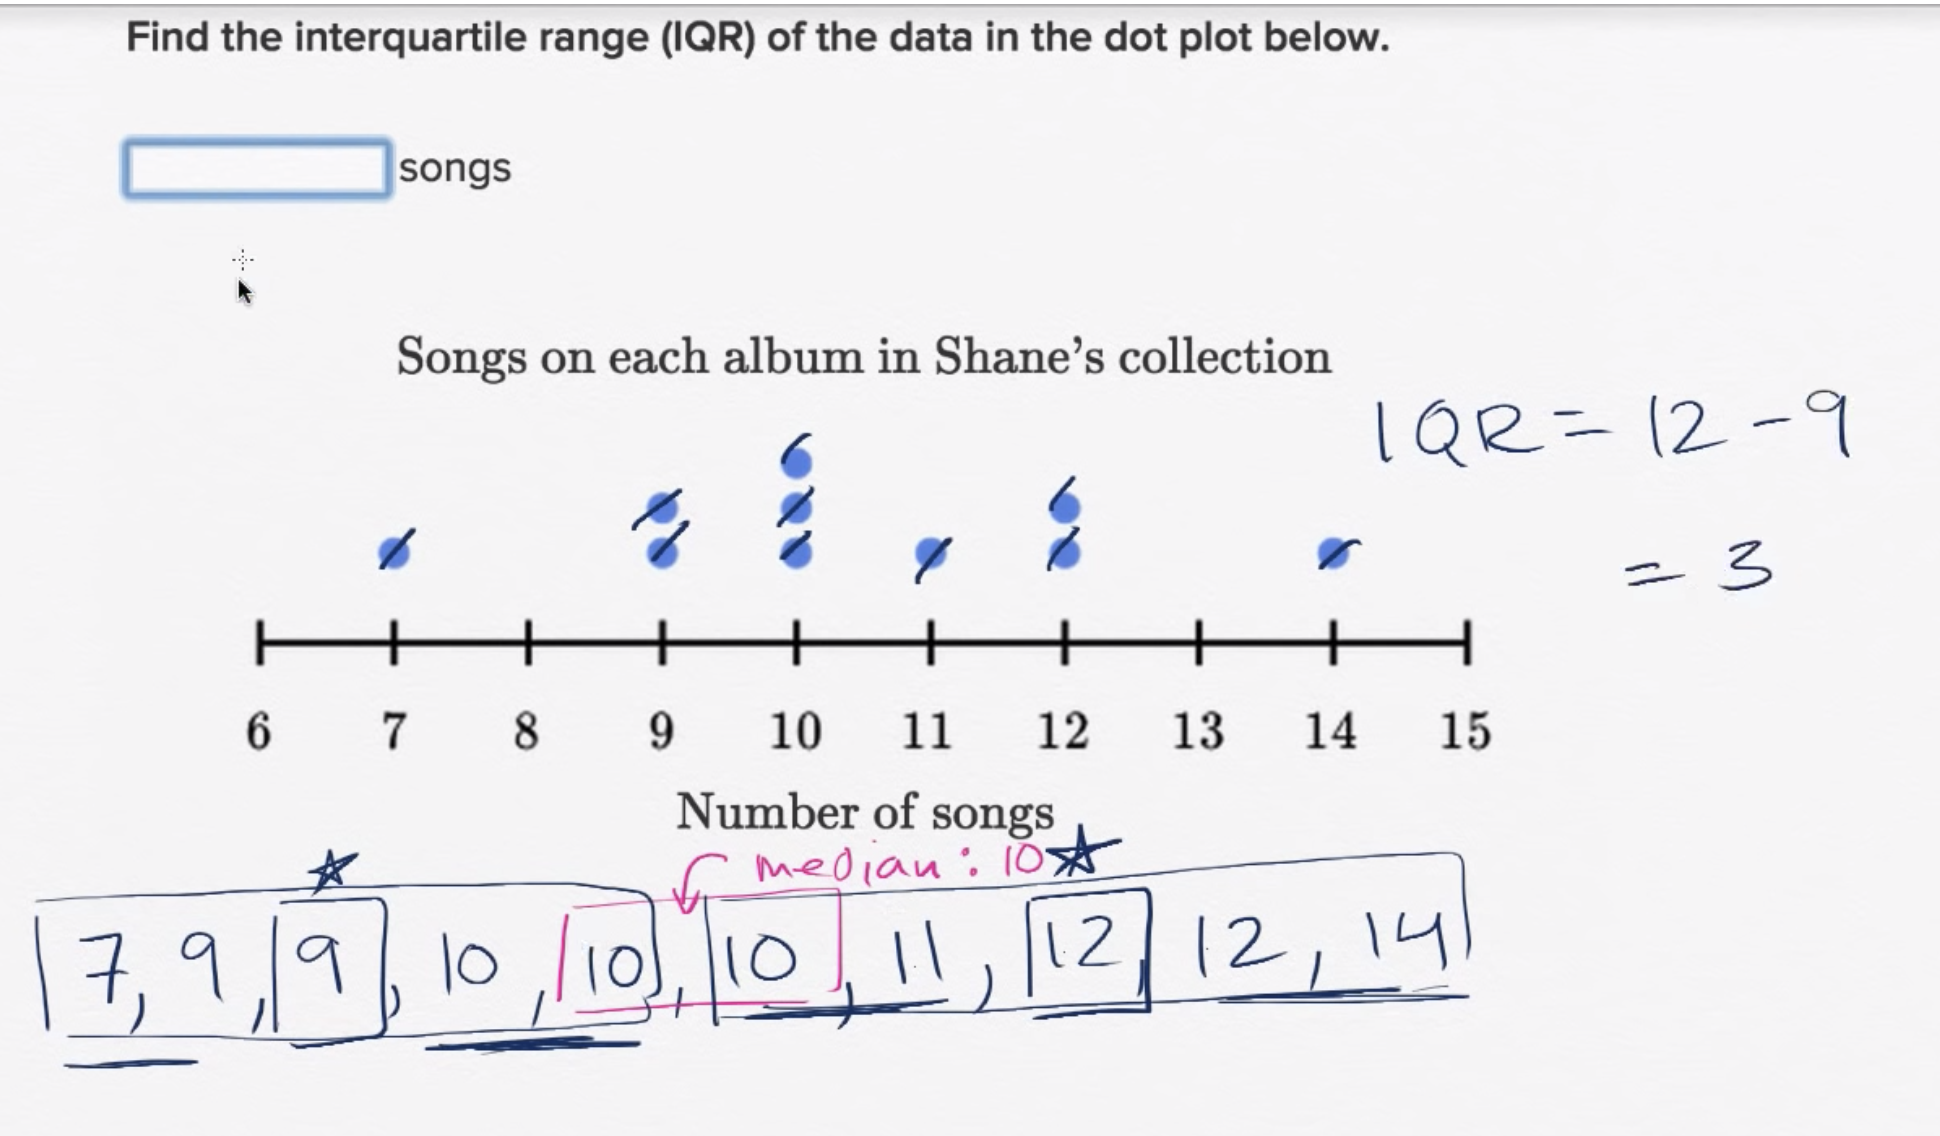 Find the interquartile range (IQR) of the data in the dot plot below.
songs
Songs on each album in Shane's collection
IQR = 12 - 9
= 3
6 7 8 9 10 11 12 13 14 15
Number of songs
median: 10
7, 9, 9, 10, 10, 10, 11, 12, 12, 14